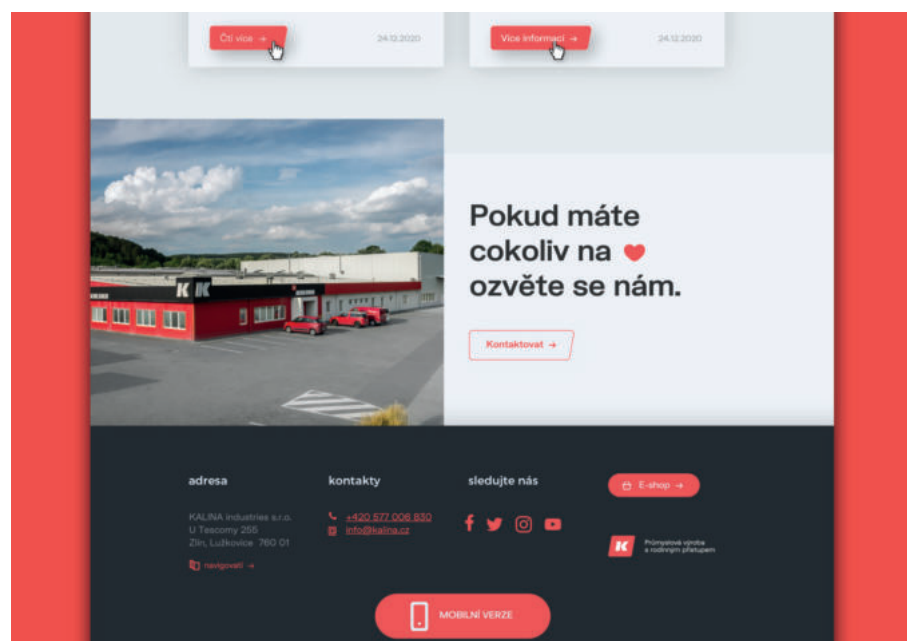 Čti více →
24.12.2020
Více informací →
24.12.2020
Pokud máte
cokoliv na
ozvěte se nám.
Kontaktovat →
adresa
KALINA industries s.r.o.
U Tescomy 255
Zlín, Lužkovice 760 01
navigovati →
kontakty
+420 577 006 830
info@kalina.cz
sledujte nás
E-shop →
K
Průmyslová výroba
s rodinným přístupem
MOBILNÍ VERZE